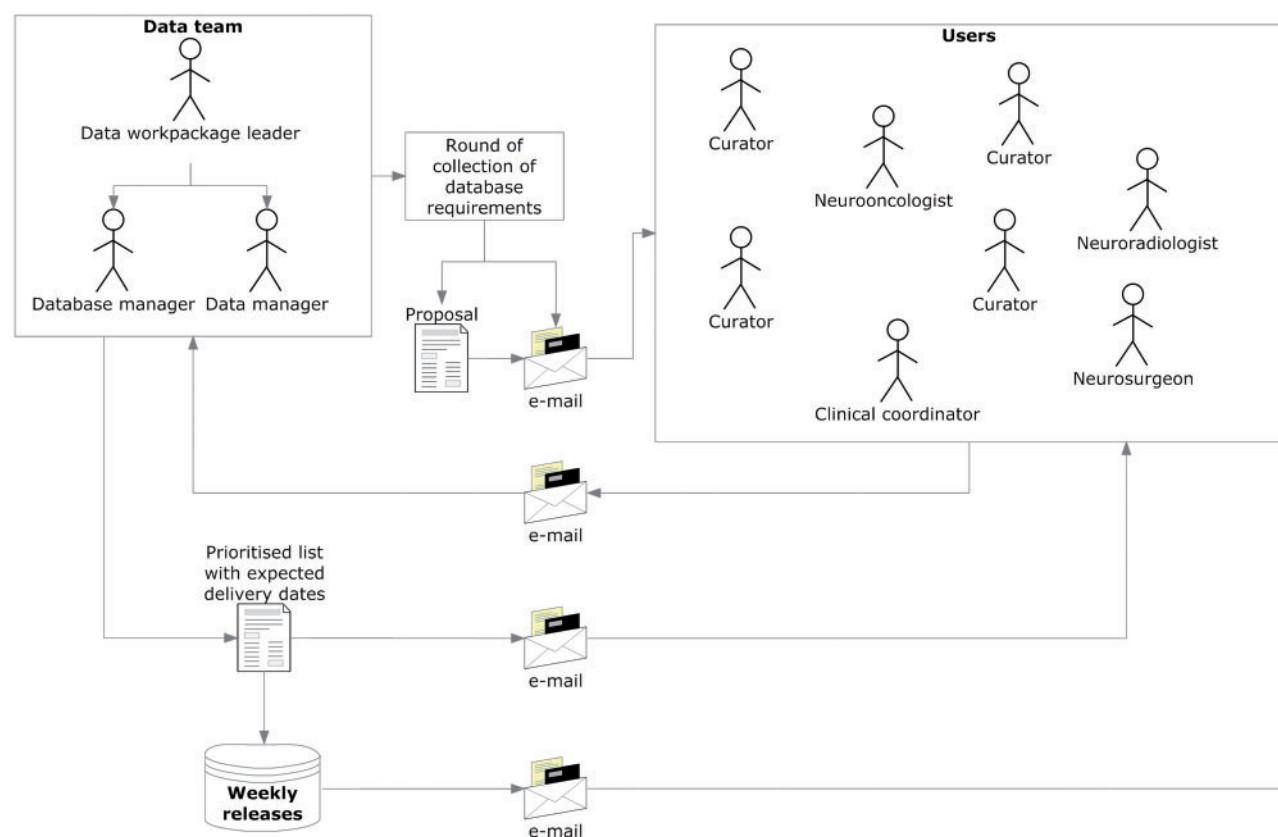 Data team
Data workpackage leader
Database manager
Data manager
Round of
collection of
database
requirements
Proposal
e-mail
Users
Curator
Curator
Neurooncologist
Neuroradiologist
Curator
Curator
Neurosurgeon
Clinical coordinator
e-mail
Prioritised list
with expected
delivery dates
e-mail
Weekly
releases
e-mail